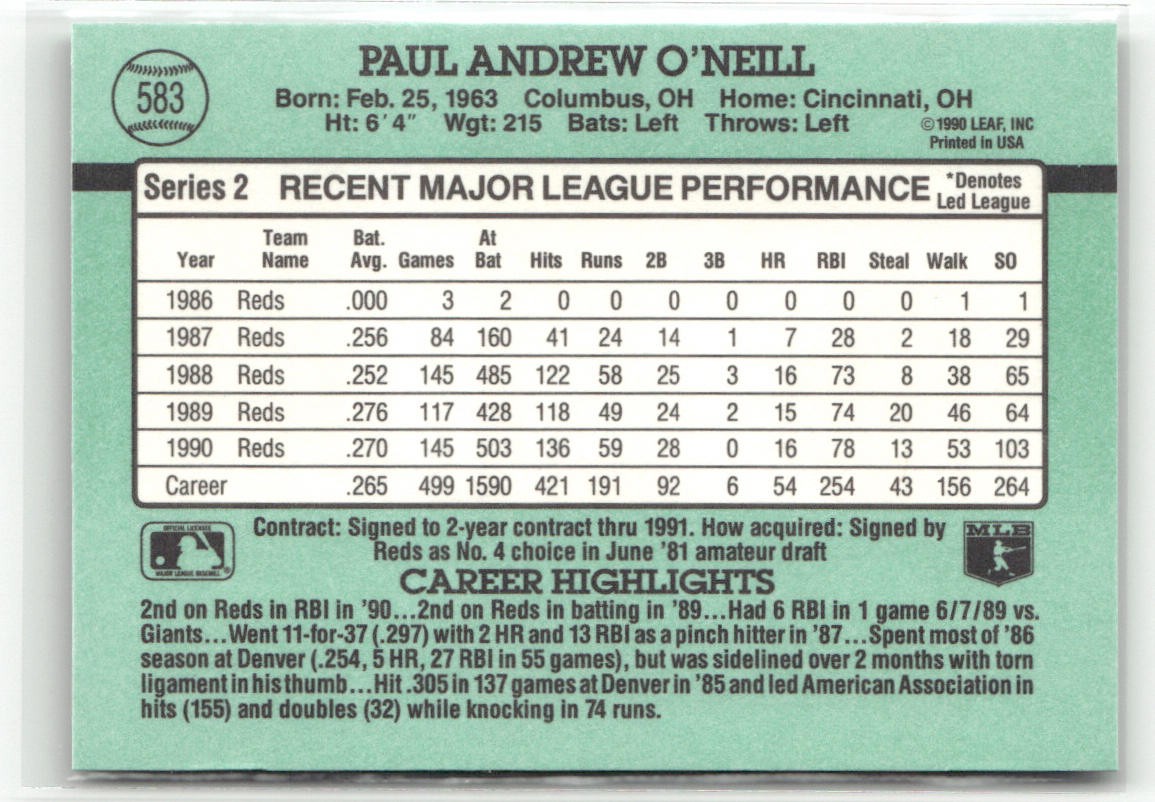 583
PAUL ANDREW O'NEILL
Born: Feb. 25, 1963 Columbus, OH Home: Cincinnati, OH
Ht: 6'4" Wgt: 215 Bats: Left Throws: Left
©1990 LEAF, INC
Printed in USA
Series 2 RECENT MAJOR LEAGUE PERFORMANCE *Denotes
Led League
Year Team Name Bat. Avg. Games At Bat Hits Runs 2B 3B HR RBI Steal Walk SO
1986 Reds .000 3 2 0 0 0 0 0 0 0 1 1
1987 Reds .256 84 160 41 24 14 1 7 28 2 18 29
1988 Reds .252 145 485 122 58 25 3 16 73 8 38 65
1989 Reds .276 117 428 118 49 24 2 15 74 20 46 64
1990 Reds .270 145 503 136 59 28 0 16 78 13 53 103
Career .265 499 1590 421 191 92 6 54 254 43 156 264
OFFICIAL LICENSEE
MAJOR LEAGUE BASEBALL ®
Contract: Signed to 2-year contract thru 1991. How acquired: Signed by
Reds as No. 4 choice in June '81 amateur draft
MLB
CAREER HIGHLIGHTS
2nd on Reds in RBI in '90...2nd on Reds in batting in '89...Had 6 RBI in 1 game 6/7/89 vs.
Giants...Went 11-for-37 (.297) with 2 HR and 13 RBI as a pinch hitter in '87...Spent most of '86
season at Denver (.254, 5 HR, 27 RBI in 55 games), but was sidelined over 2 months with torn
ligament in his thumb...Hit .305 in 137 games at Denver in '85 and led American Association in
hits (155) and doubles (32) while knocking in 74 runs.